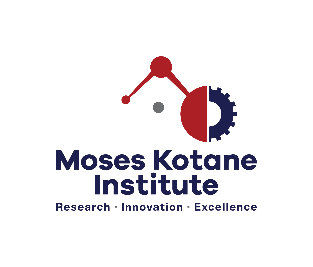 Moses Kotane
Institute
Research · Innovation · Excellence